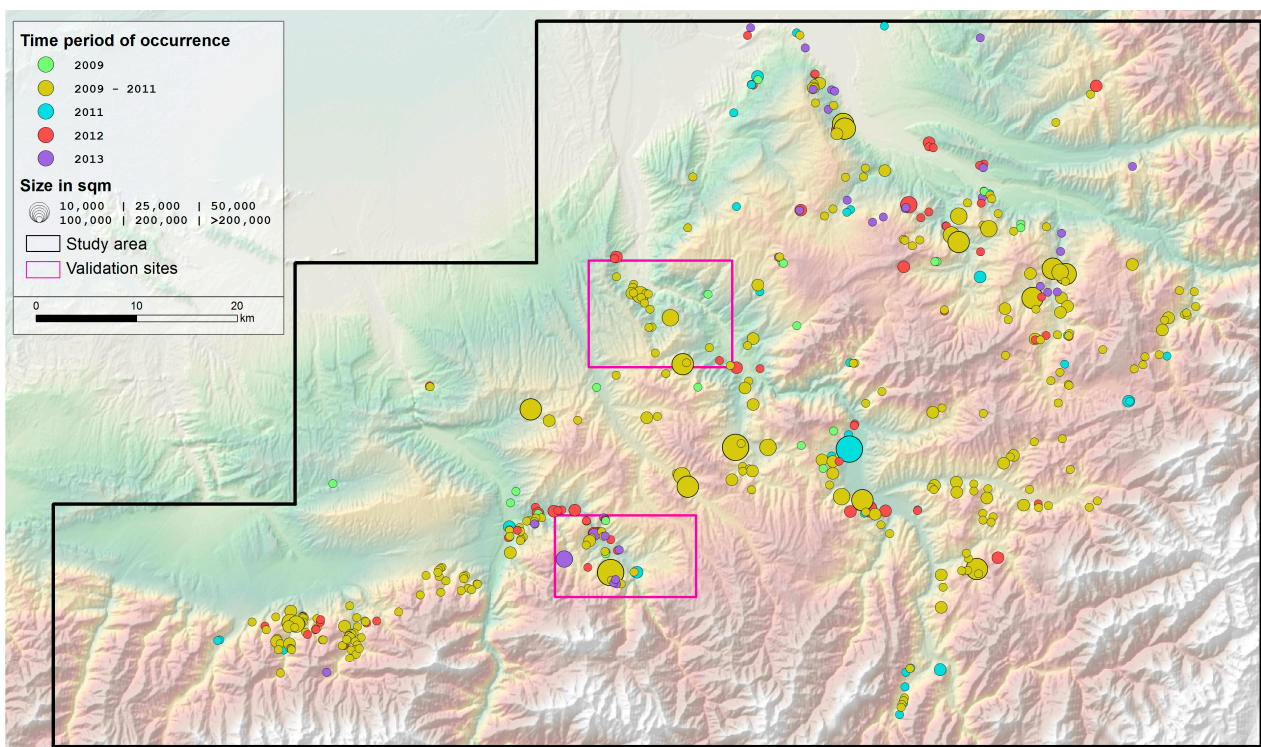 Time period of occurrence
2009
2009 - 2011
2011
2012
2013
Size in sqm
10,000 | 25,000 | 50,000
100,000 | 200,000 | >200,000
Study area
Validation sites
0 10 20
km